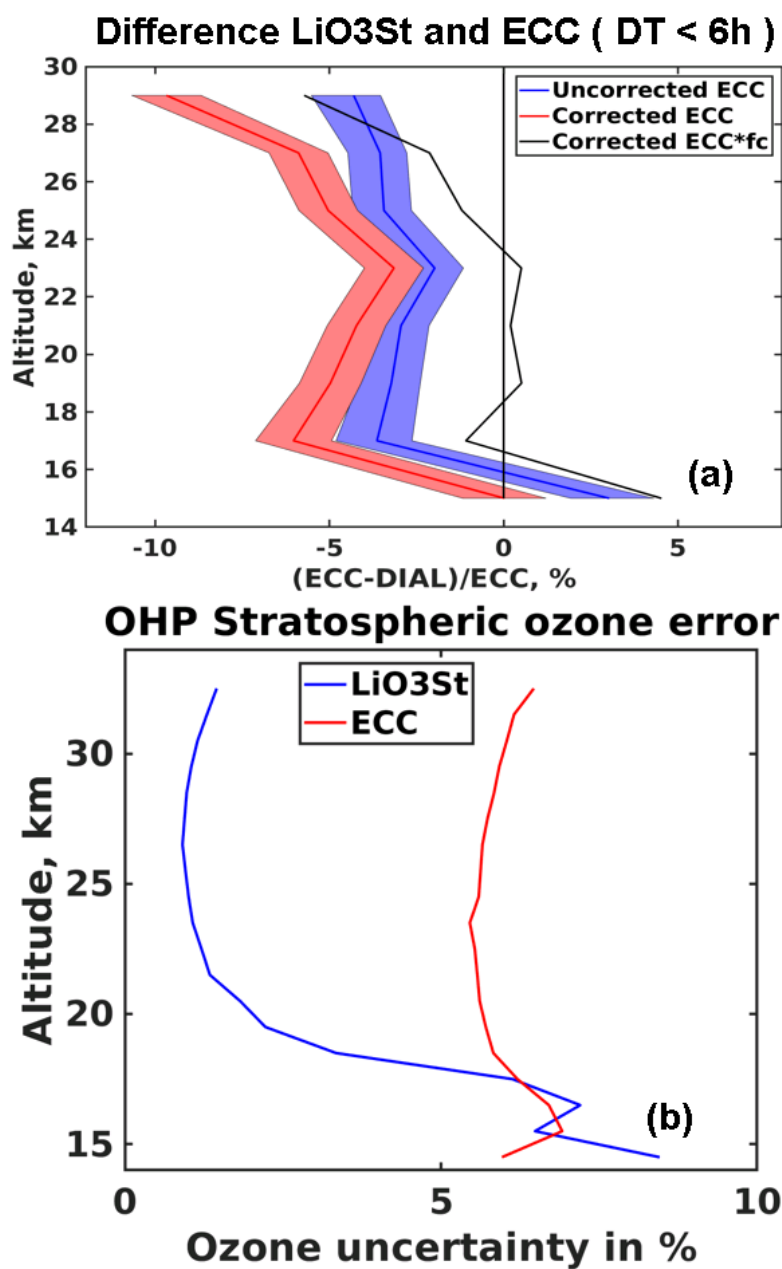 Difference LiO3St and ECC ( DT < 6h )
30
28
26
24
22
20
18
16
14
Altitude, km
Uncorrected ECC
Corrected ECC
Corrected ECC*fc
(a)
-10 -5 0 5
(ECC-DIAL)/ECC, %
OHP Stratospheric ozone error
LiO3St
ECC
30
25
20
15
Altitude, km
(b)
0 5 10
Ozone uncertainty in %